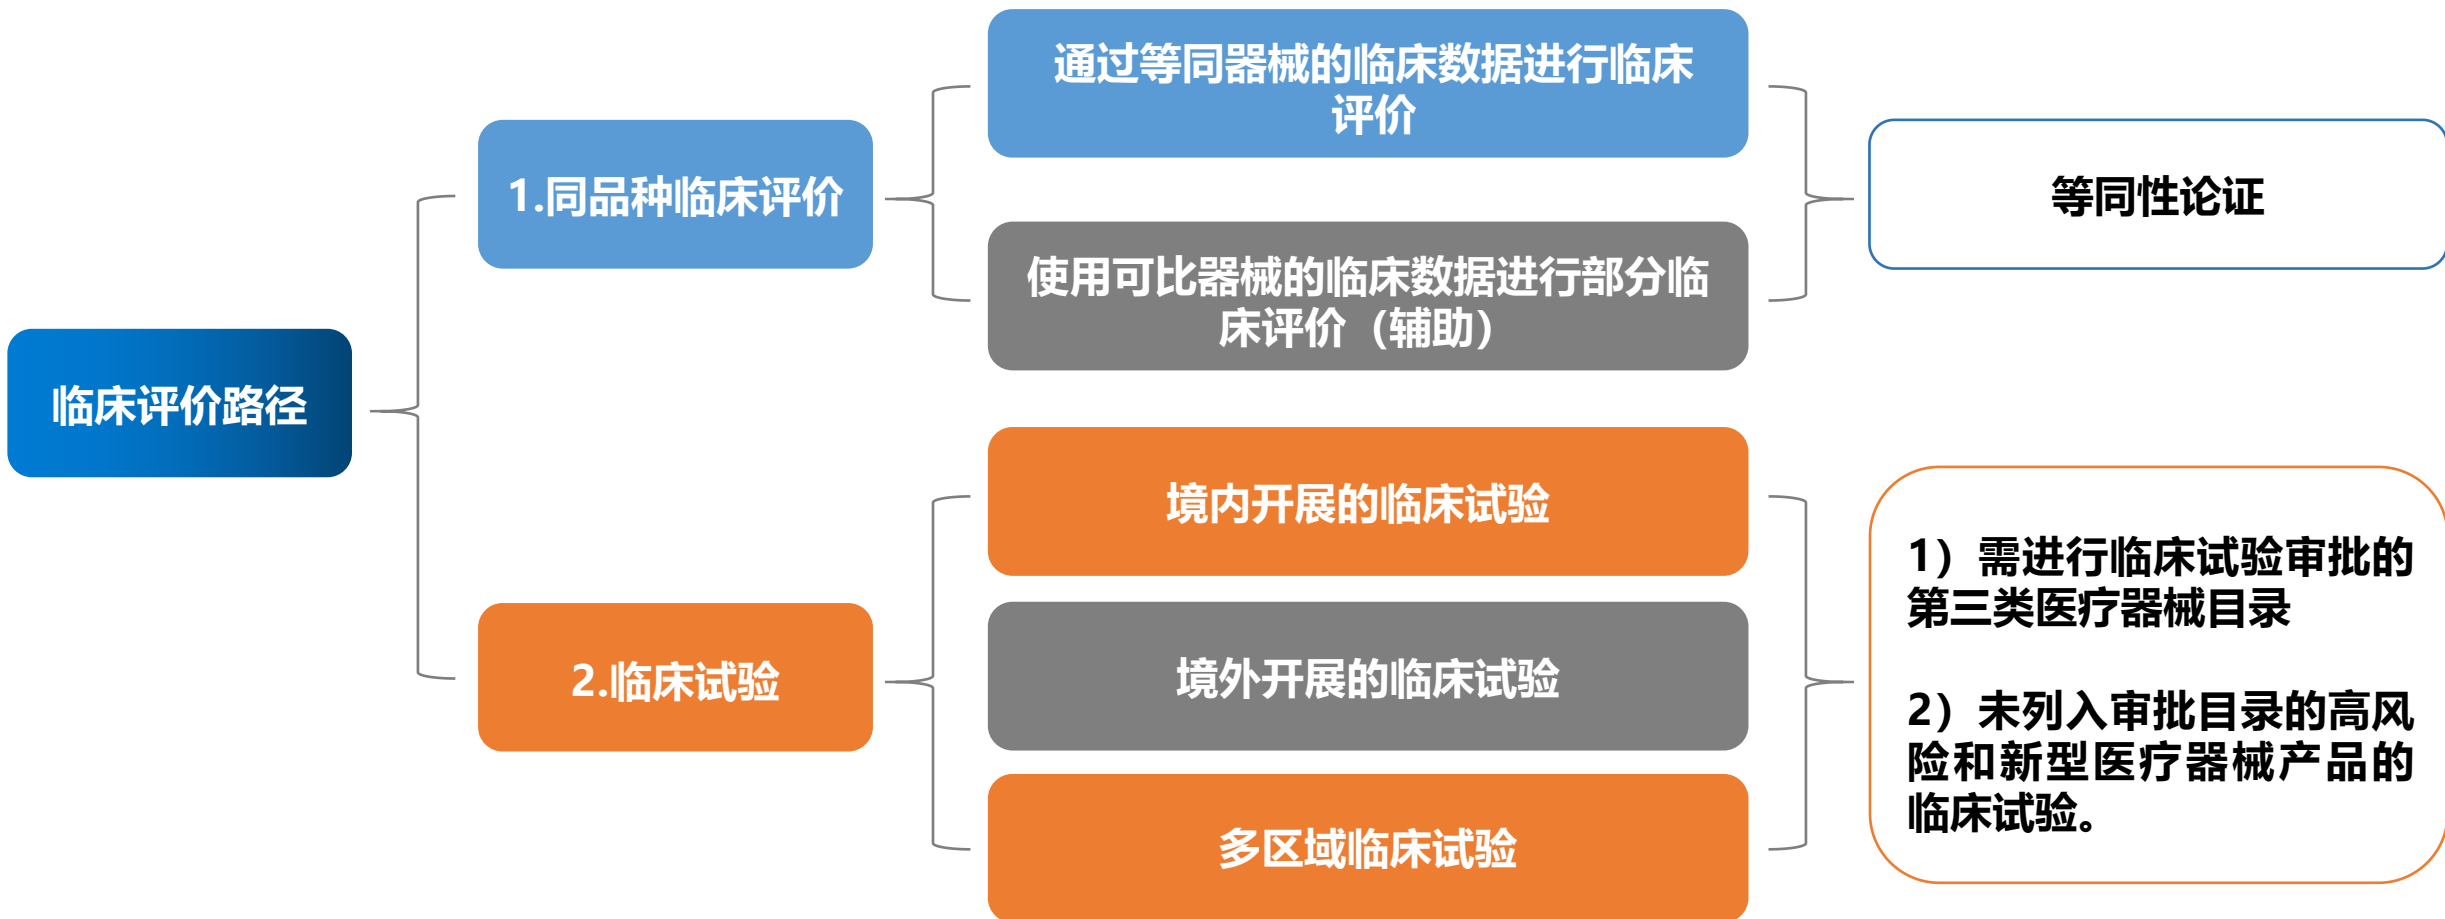 临床评价路径
1.同品种临床评价
通过等同器械的临床数据进行临床
评价
使用可比器械的临床数据进行部分临
床评价（辅助）
等同性论证
2.临床试验
境内开展的临床试验
境外开展的临床试验
多区域临床试验
1）需进行临床试验审批的
第三类医疗器械目录
2）未列入审批目录的高风
险和新型医疗器械产品的
临床试验。